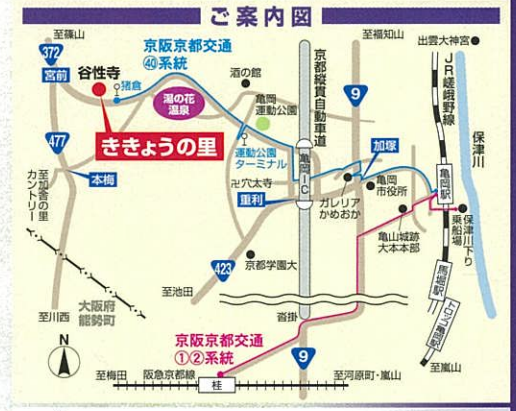 ご案内図
至篠山
372
宮前
谷性寺
猪倉
京阪京都交通
㊵系統
湯の花
温泉
酒の館
亀岡
運動公園
運動公園
ターミナル
京都縦貫自動車道
至福知山
9
出雲大神宮
JR嵯峨野線
保津川
ききょうの里
477
至加舎の里
カントリー
本梅
卍穴太寺
重利
亀岡IC
加塚
ガレリア
かめおか
亀岡
市役所
亀岡駅
亀山城跡
大本本部
保津川下り
乗船場
423
京都学園大
至池田
馬堀駅
トロッコ亀岡駅
大阪府
能勢町
至川西
沓掛
京阪京都交通
①②系統
9
N
至梅田
阪急京都線
桂
至河原町・嵐山
至嵐山